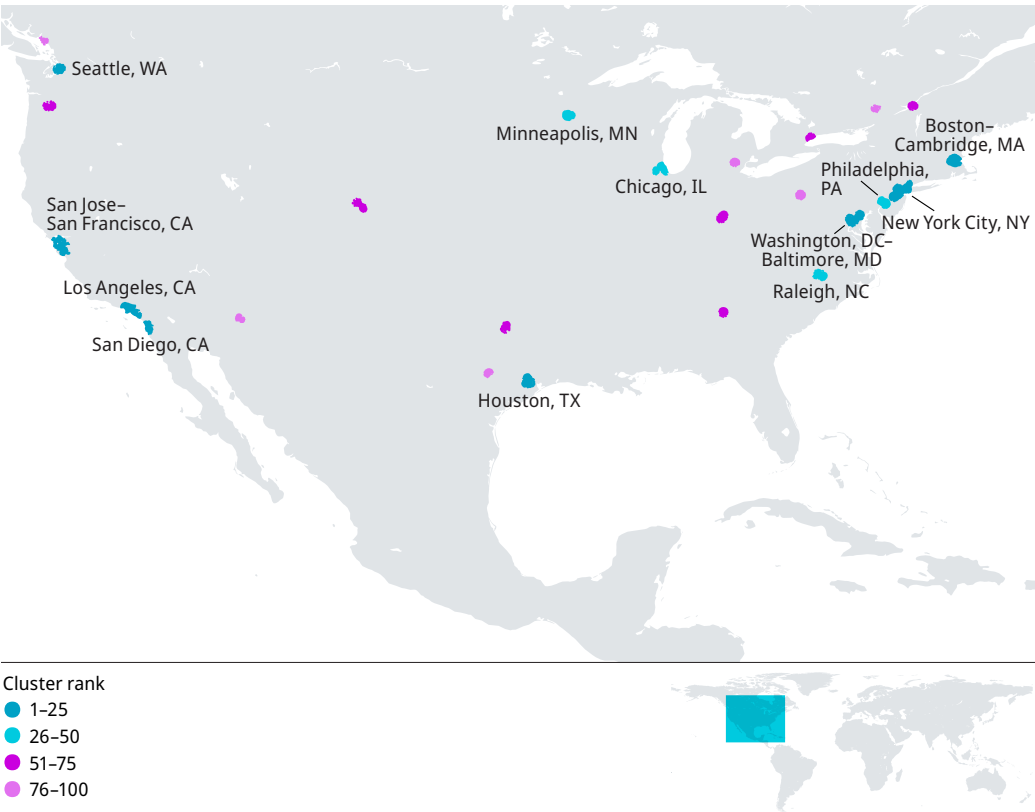 Seattle, WA
Minneapolis, MN
Boston–
Cambridge, MA
Philadelphia,
PA
Chicago, IL
San Jose–
San Francisco, CA
New York City, NY
Washington, DC–
Baltimore, MD
Los Angeles, CA
Raleigh, NC
San Diego, CA
Houston, TX
Cluster rank
1–25
26–50
51–75
76–100